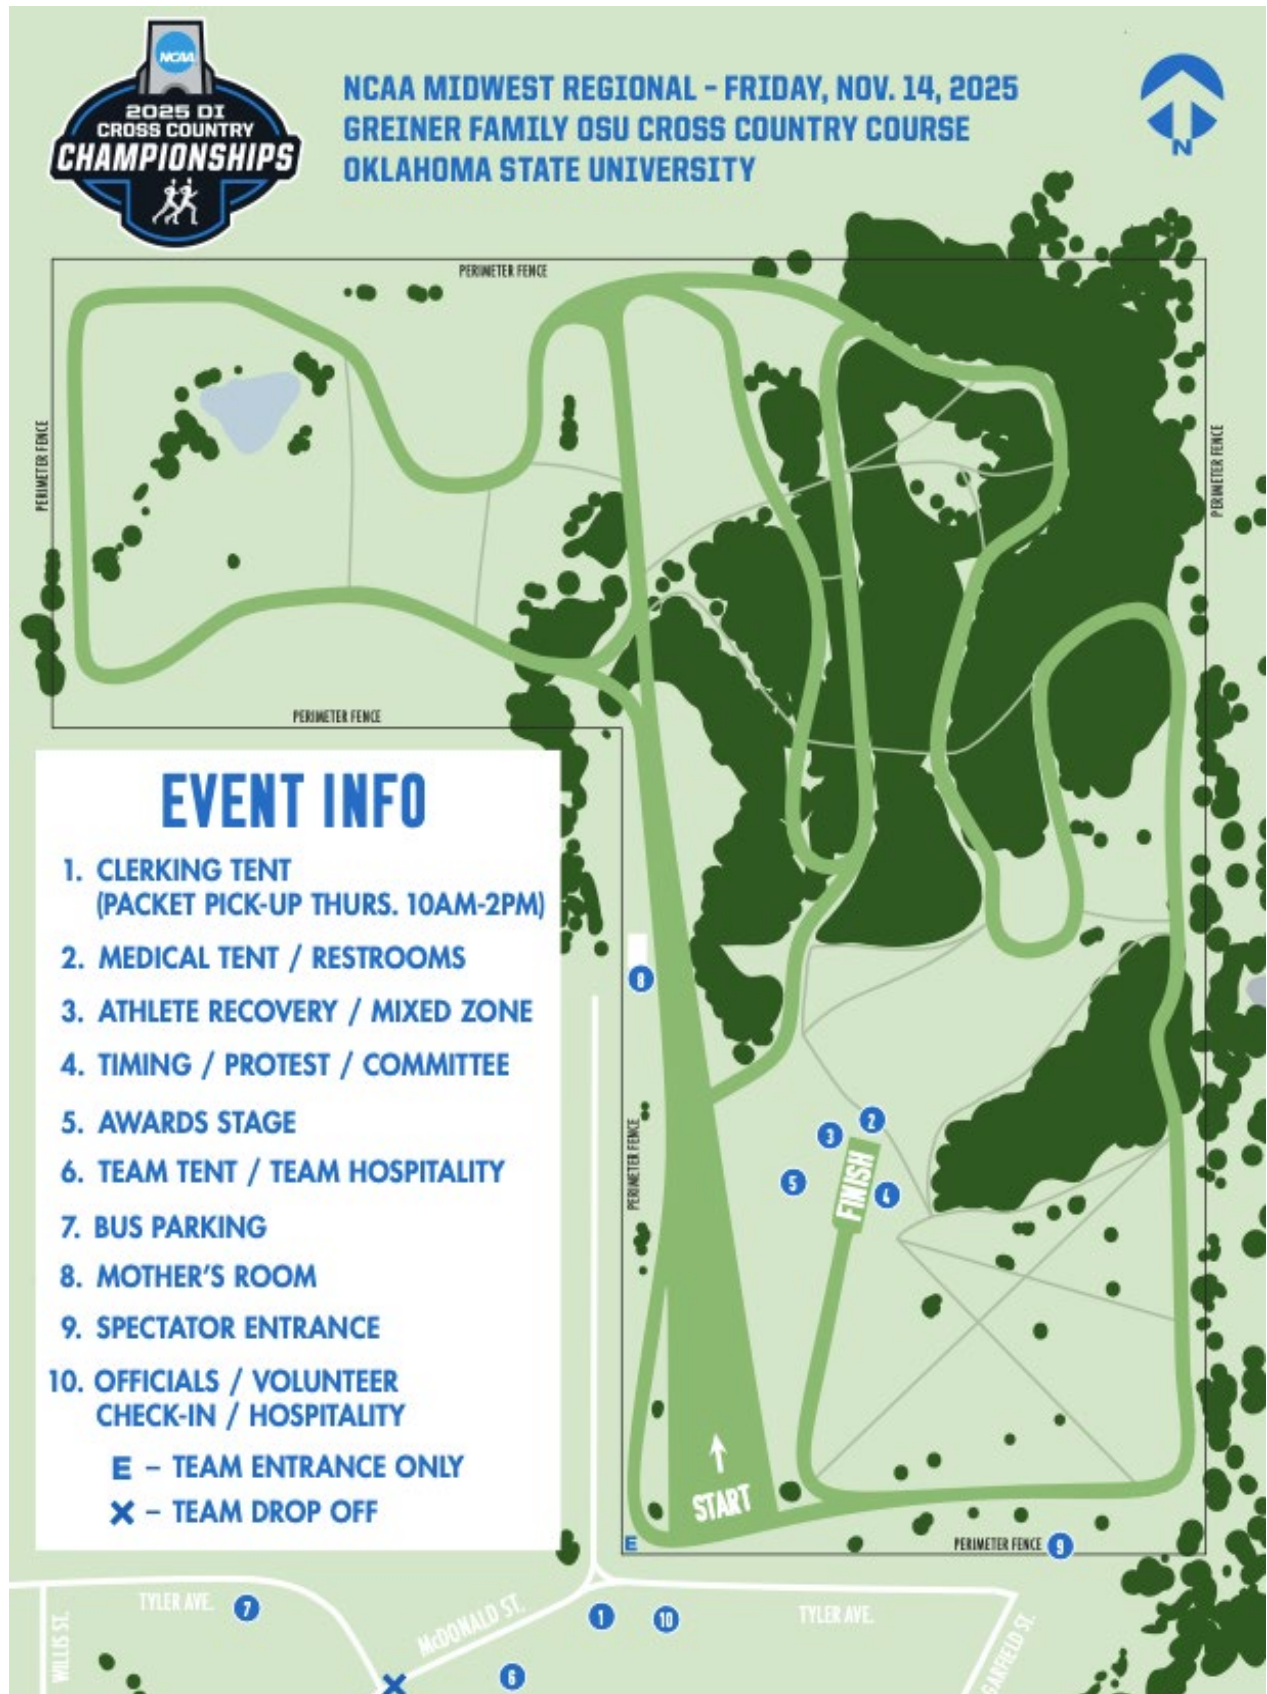 NCAA
2025 DI
CROSS COUNTRY
CHAMPIONSHIPS
NCAA MIDWEST REGIONAL - FRIDAY, NOV. 14, 2025
GREINER FAMILY OSU CROSS COUNTRY COURSE
OKLAHOMA STATE UNIVERSITY
N
PERIMETER FENCE
PERIMETER FENCE
PERIMETER FENCE
PERIMETER FENCE
EVENT INFO
1. CLERKING TENT
(PACKET PICK-UP THURS. 10AM-2PM)
2. MEDICAL TENT / RESTROOMS
3. ATHLETE RECOVERY / MIXED ZONE
4. TIMING / PROTEST / COMMITTEE
5. AWARDS STAGE
6. TEAM TENT / TEAM HOSPITALITY
7. BUS PARKING
8. MOTHER'S ROOM
9. SPECTATOR ENTRANCE
10. OFFICIALS / VOLUNTEER
CHECK-IN / HOSPITALITY
E – TEAM ENTRANCE ONLY
X – TEAM DROP OFF
8
PERIMETER FENCE
2
3
5
4
FINISH
START
E
PERIMETER FENCE
9
TYLER AVE.
7
WILLIS ST.
McDONALD ST.
1
10
TYLER AVE.
GARFIELD ST.
X
6